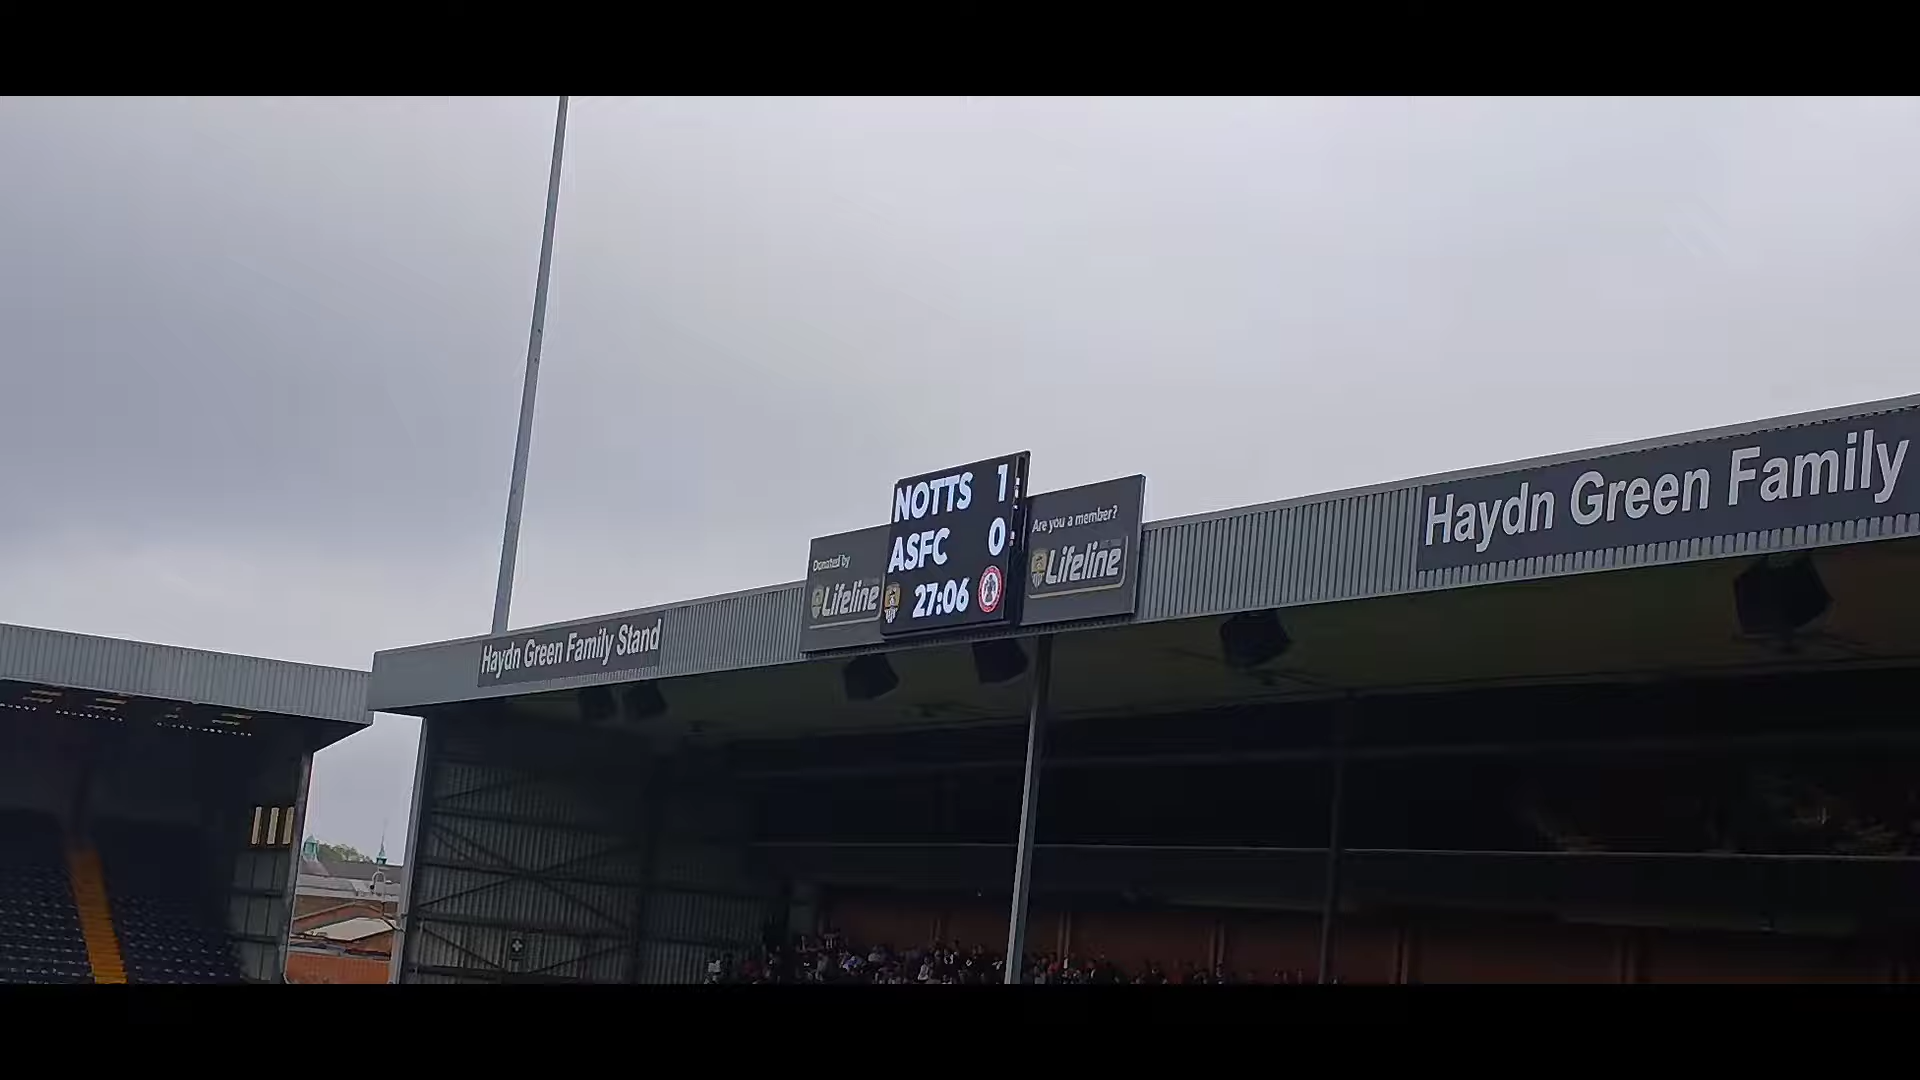 NOTTS 1
ASFC 0
27:06
Donated by
Lifeline
Are you a member?
Lifeline
Haydn Green Family Stand
Haydn Green Family